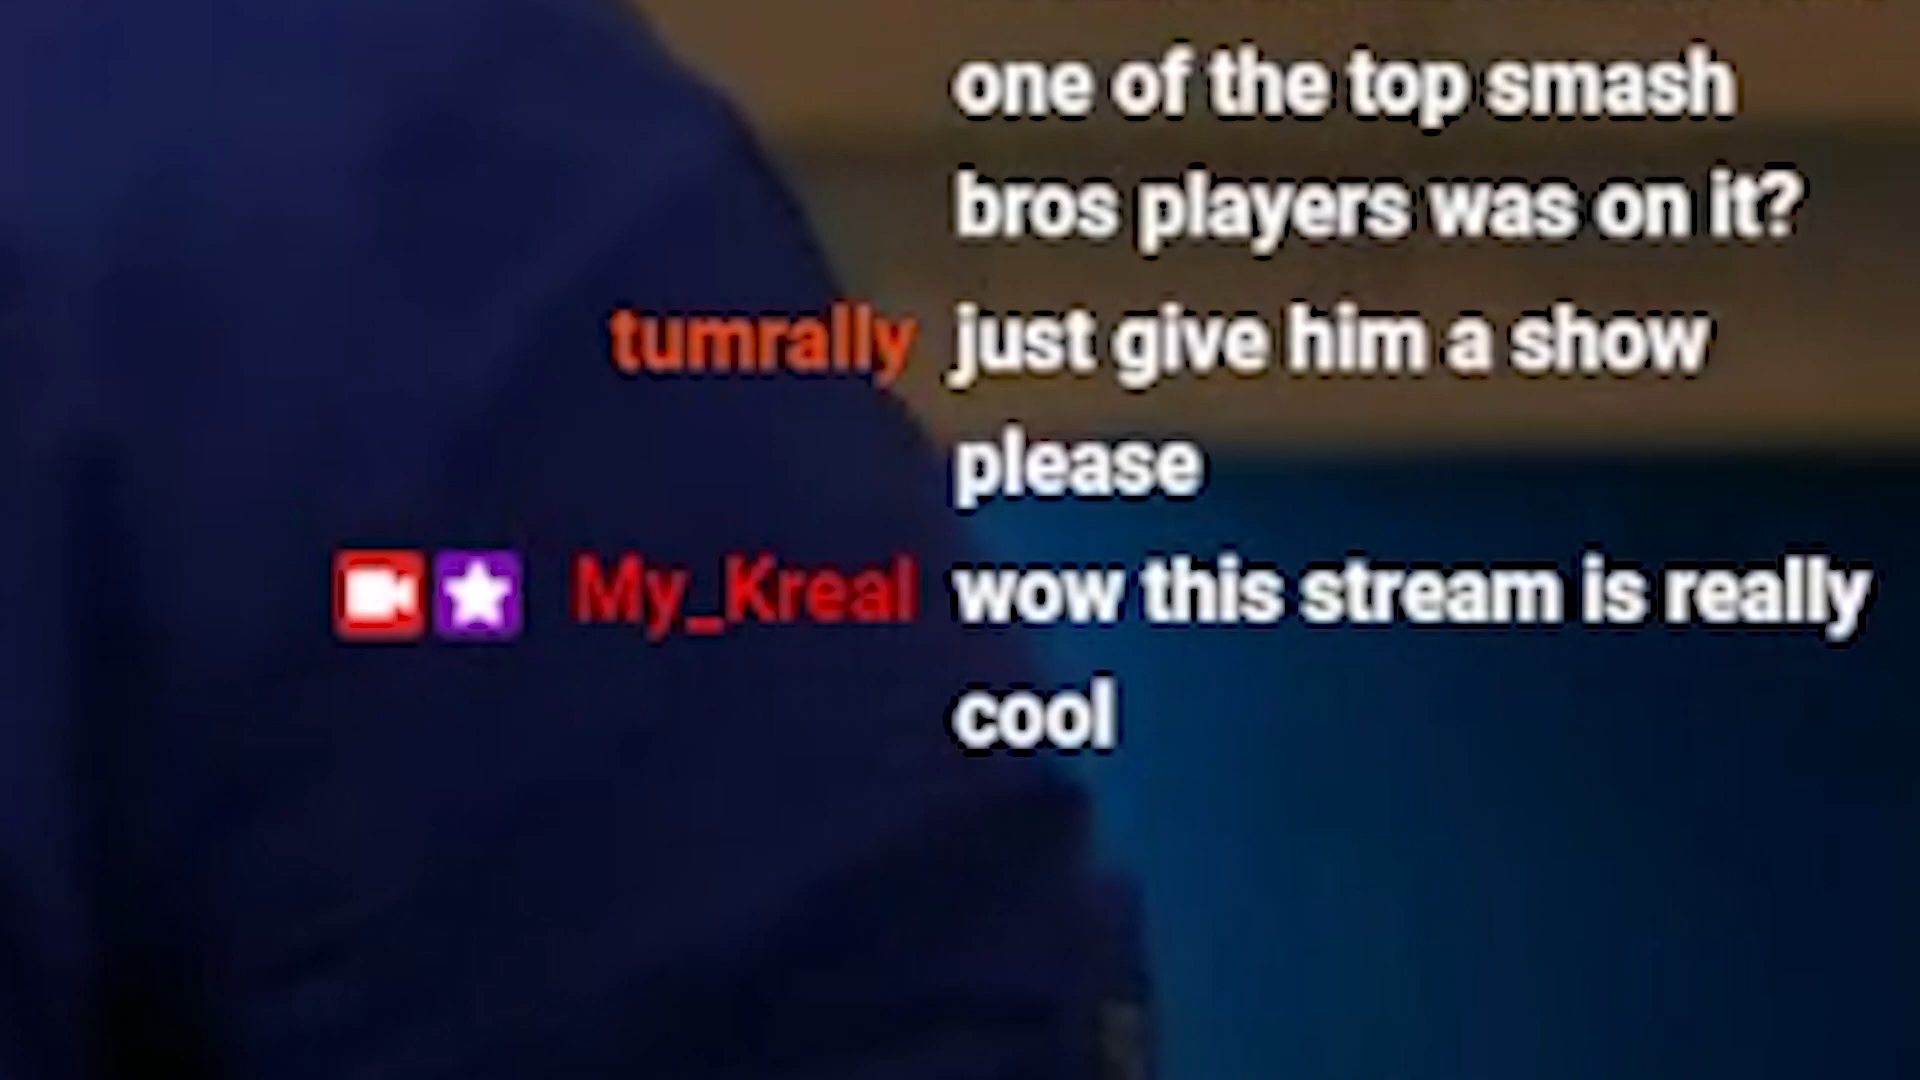 one of the top smash
bros players was on it?
tumrally just give him a show
please
My_Kreal wow this stream is really
cool